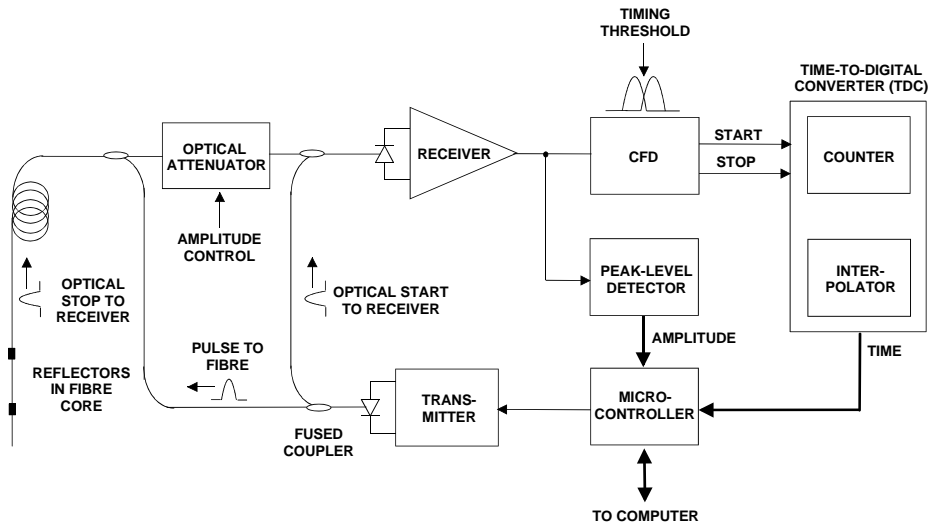 TIMING
THRESHOLD
TIME-TO-DIGITAL
CONVERTER (TDC)
OPTICAL
ATTENUATOR
RECEIVER
CFD
START
STOP
COUNTER
AMPLITUDE
CONTROL
OPTICAL
STOP TO
RECEIVER
OPTICAL START
TO RECEIVER
PEAK-LEVEL
DETECTOR
INTER-
POLATOR
AMPLITUDE
TIME
PULSE TO
FIBRE
REFLECTORS
IN FIBRE
CORE
TRANS-
MITTER
MICRO-
CONTROLLER
FUSED
COUPLER
TO COMPUTER